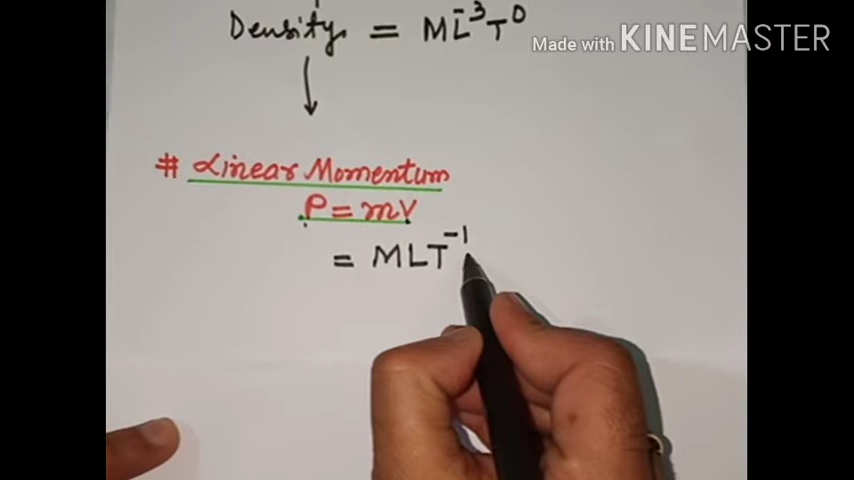 Density = ML⁻³T⁰
Made with KINEMASTER
# Linear Momentum
P = mV
= MLT⁻¹